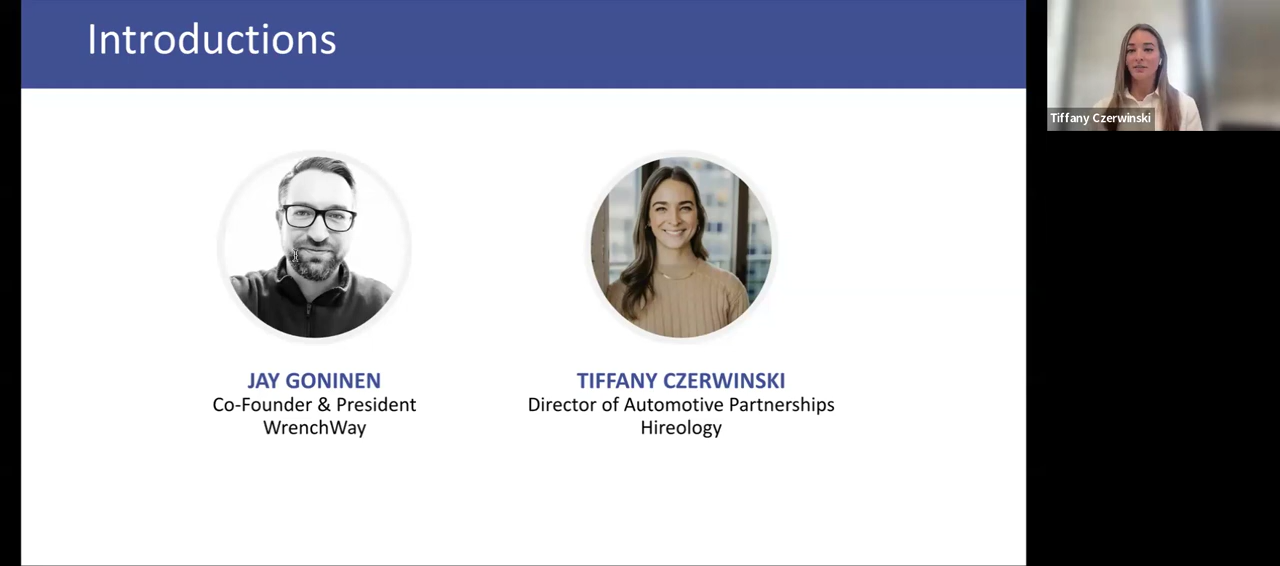 Introductions
Tiffany Czerwinski
JAY GONINEN
Co-Founder & President
WrenchWay
TIFFANY CZERWINSKI
Director of Automotive Partnerships
Hireology